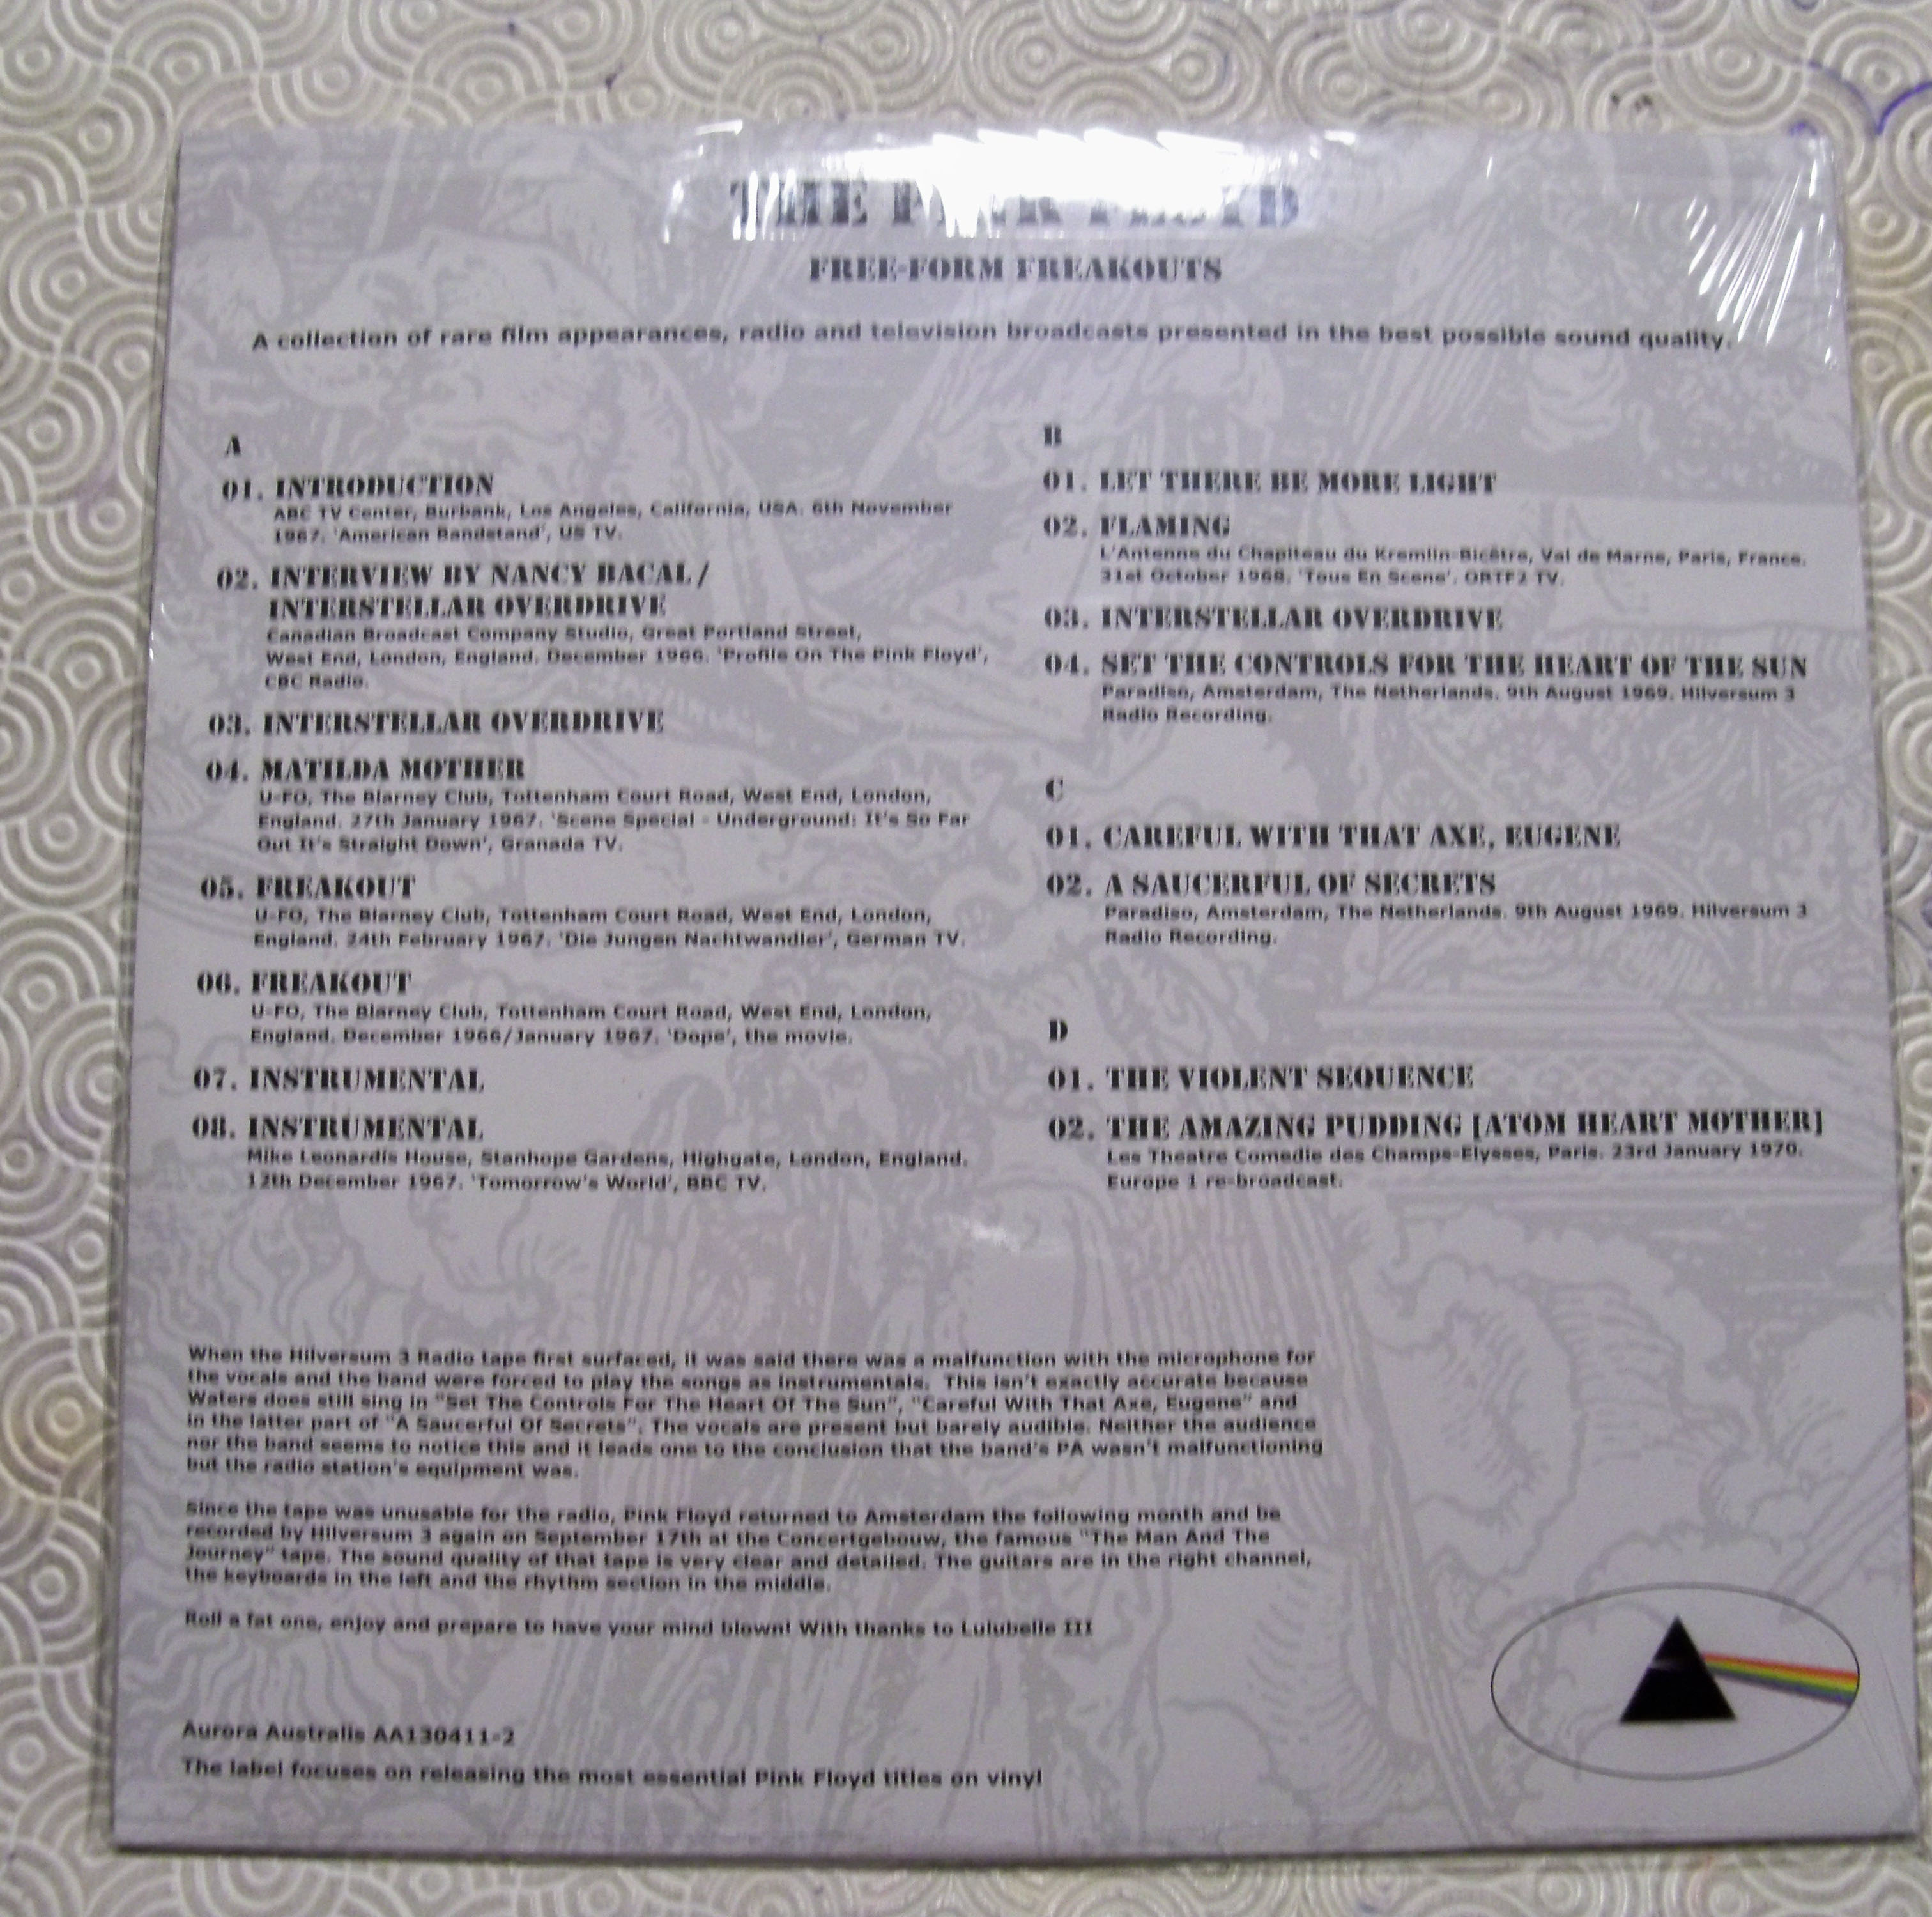 THE PINK FLOYD
FREE-FORM FREAKOUTS
A collection of rare film appearances, radio and television broadcasts presented in the best possible sound quality.
A
01. INTRODUCTION
ABC TV Center, Burbank, Los Angeles, California, USA. 6th November
1967. 'American Bandstand', US TV.
02. INTERVIEW BY NANCY BACAL /
INTERSTELLAR OVERDRIVE
Canadian Broadcast Company Studio, Great Portland Street,
West End, London, England. December 1966. 'Profile On The Pink Floyd',
CBC Radio.
03. INTERSTELLAR OVERDRIVE
04. MATILDA MOTHER
U-FO, The Blarney Club, Tottenham Court Road, West End, London,
England. 27th January 1967. 'Scene Special - Underground: It's So Far
Out It's Straight Down', Granada TV.
05. FREAKOUT
U-FO, The Blarney Club, Tottenham Court Road, West End, London,
England. 24th February 1967. 'Die Jungen Nachtwandler', German TV.
06. FREAKOUT
U-FO, The Blarney Club, Tottenham Court Road, West End, London,
England. December 1966/January 1967. 'Dope', the movie.
07. INSTRUMENTAL
08. INSTRUMENTAL
Mike Leonardis House, Stanhope Gardens, Highgate, London, England.
12th December 1967. 'Tomorrow's World', BBC TV.
B
01. LET THERE BE MORE LIGHT
02. FLAMING
L'Antenne du Chapiteau du Kremlin-Bicêtre, Val de Marne, Paris, France.
31st October 1968. 'Tous En Scene'. ORTF2 TV.
03. INTERSTELLAR OVERDRIVE
04. SET THE CONTROLS FOR THE HEART OF THE SUN
Paradiso, Amsterdam, The Netherlands. 9th August 1969. Hilversum 3
Radio Recording.
C
01. CAREFUL WITH THAT AXE, EUGENE
02. A SAUCERFUL OF SECRETS
Paradiso, Amsterdam, The Netherlands. 9th August 1969. Hilversum 3
Radio Recording.
D
01. THE VIOLENT SEQUENCE
02. THE AMAZING PUDDING [ATOM HEART MOTHER]
Les Theatre Comedie des Champs-Elysses, Paris. 23rd January 1970.
Europe 1 re-broadcast.
When the Hilversum 3 Radio tape first surfaced, it was said there was a malfunction with the microphone for
the vocals and the band were forced to play the songs as instrumentals. This isn't exactly accurate because
Waters does still sing in "Set The Controls For The Heart Of The Sun", "Careful With That Axe, Eugene" and
in the latter part of "A Saucerful Of Secrets". The vocals are present but barely audible. Neither the audience
nor the band seems to notice this and it leads one to the conclusion that the band's PA wasn't malfunctioning
but the radio station's equipment was.
Since the tape was unusable for the radio, Pink Floyd returned to Amsterdam the following month and be
recorded by Hilversum 3 again on September 17th at the Concertgebouw, the famous "The Man And The
Journey" tape. The sound quality of that tape is very clear and detailed. The guitars are in the right channel,
the keyboards in the left and the rhythm section in the middle.
Roll a fat one, enjoy and prepare to have your mind blown! With thanks to Lulubelle III
Aurora Australis AA130411-2
The label focuses on releasing the most essential Pink Floyd titles on vinyl